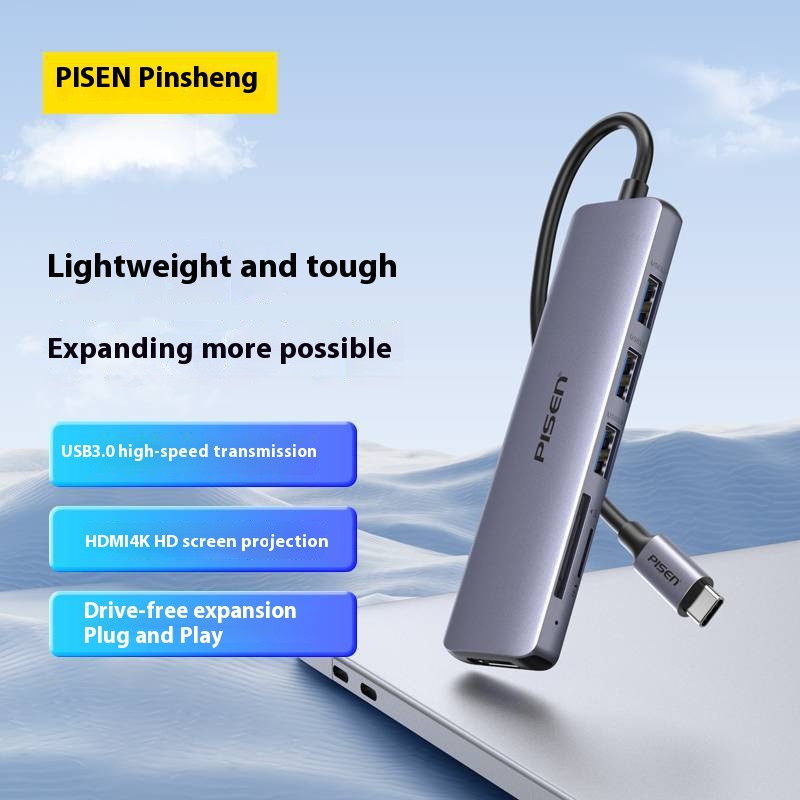 PISEN Pinsheng
Lightweight and tough
Expanding more possible
USB3.0 high-speed transmission
HDMI4K HD screen projection
Drive-free expansion
Plug and Play
PISEN®
PISEN